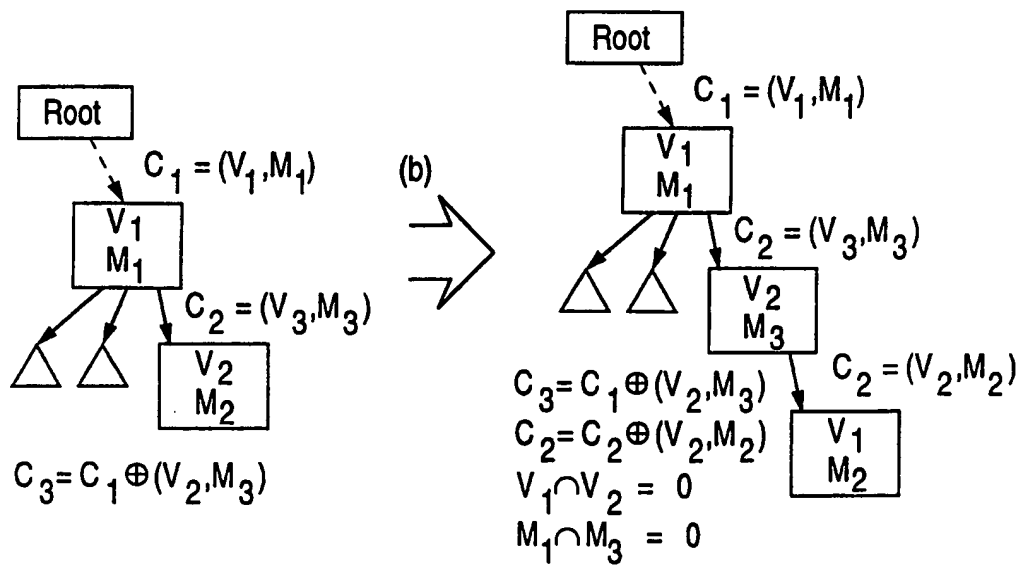 Root
C₁ = (V₁,M₁)
V₁
M₁
C₂ = (V₃,M₃)
V₂
M₂
C₃= C₁⊕(V₂,M₃)
(b)
Root
C₁ = (V₁,M₁)
V₁
M₁
C₂ = (V₃,M₃)
V₂
M₃
C₂ = (V₂,M₂)
V₁
M₂
C₃= C₁⊕(V₂,M₃)
C₂= C₂⊕(V₂,M₂)
V₁∩V₂ = 0
M₁∩M₃ = 0